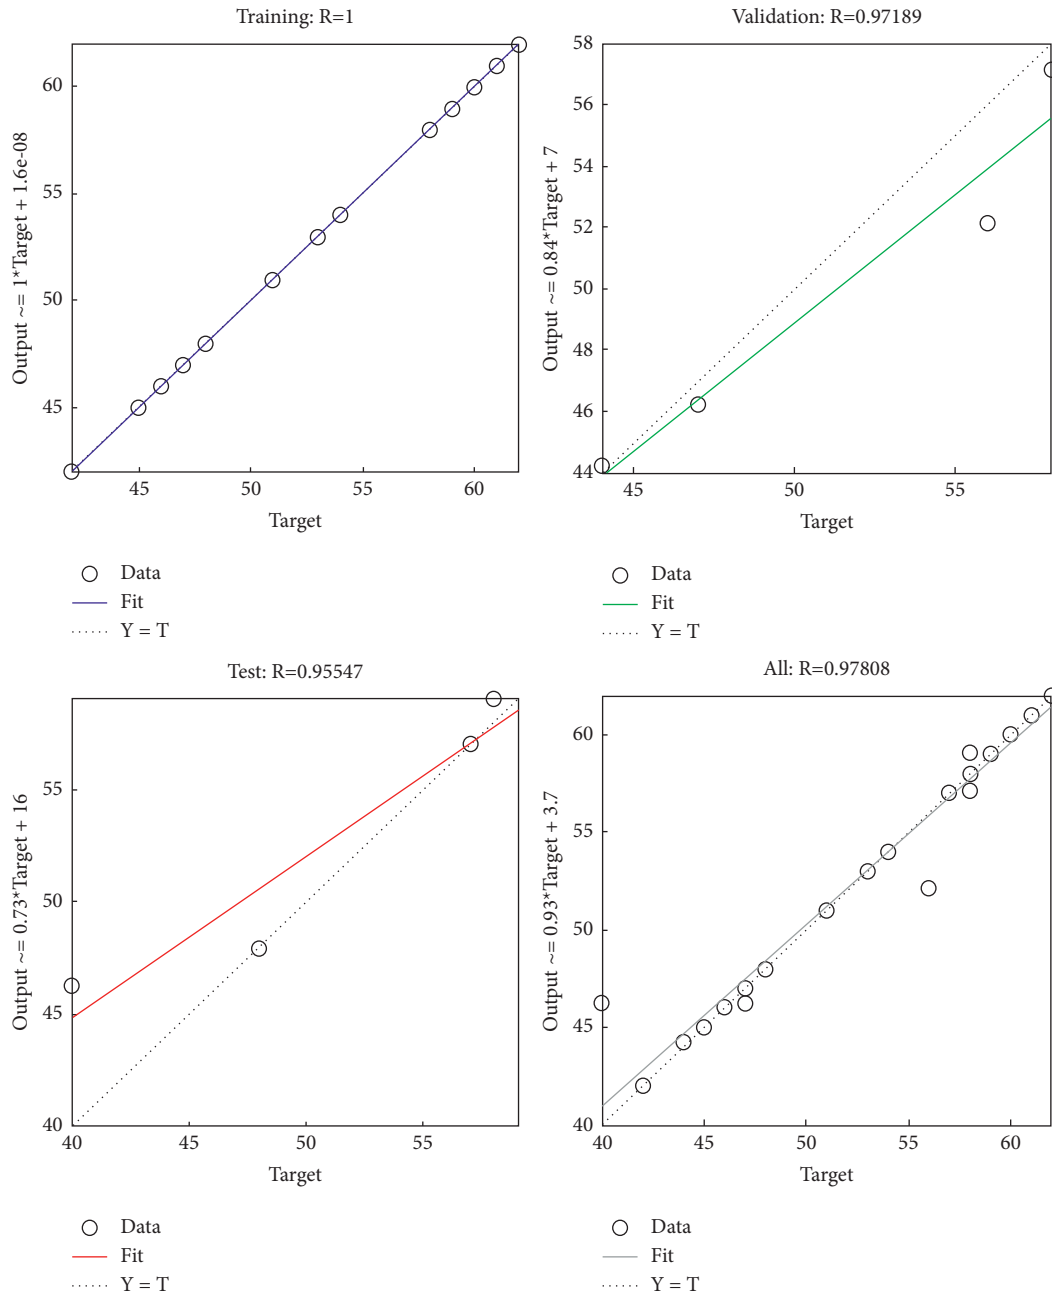 Training: R=1
60
55
50
45
45
50
55
60
Output ~= 1*Target + 1.6e-08
Target
Data
Fit
Y = T
Validation: R=0.97189
58
56
54
52
50
48
46
44
45
50
55
Output ~= 0.84*Target + 7
Target
Data
Fit
Y = T
Test: R=0.95547
55
50
45
40
40
45
50
55
Output ~= 0.73*Target + 16
Target
Data
Fit
Y = T
All: R=0.97808
60
55
50
45
40
40
45
50
55
60
Output ~= 0.93*Target + 3.7
Target
Data
Fit
Y = T